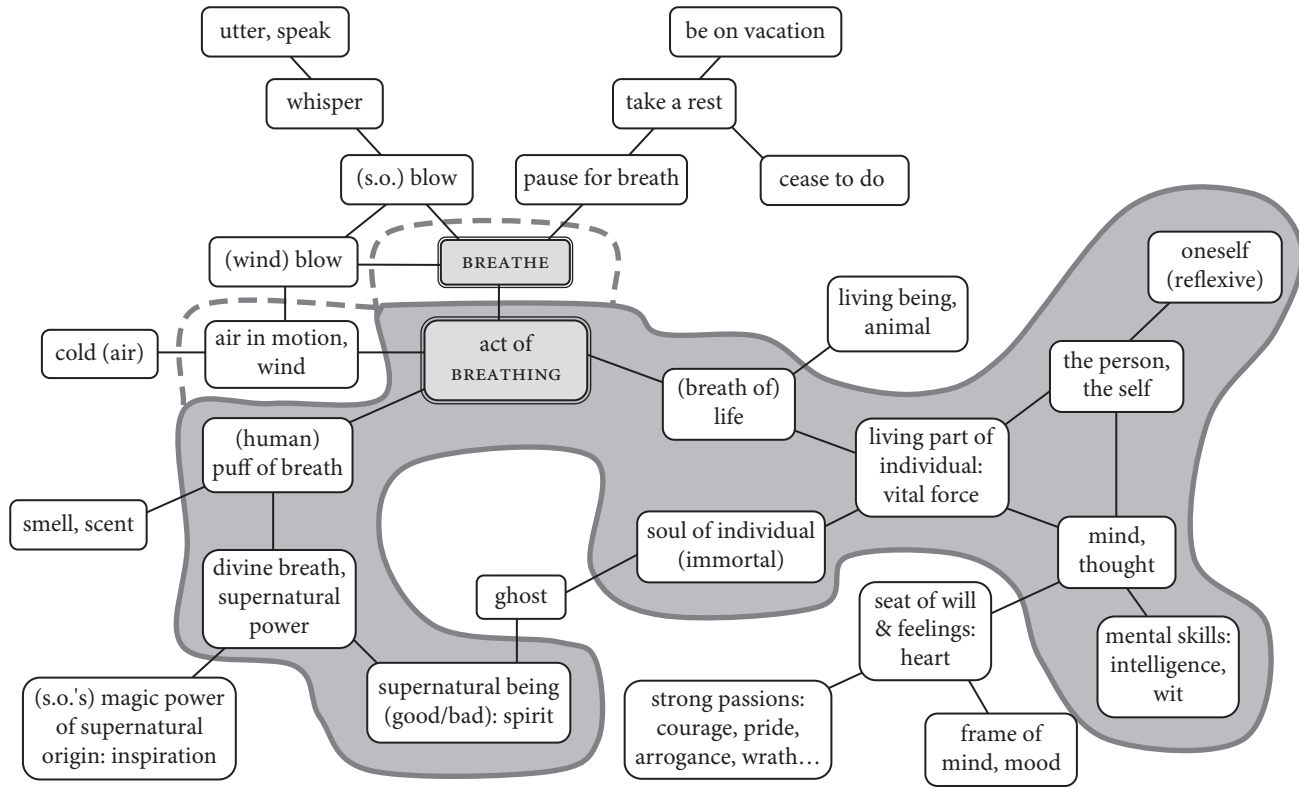 utter, speak
be on vacation
whisper
take a rest
(s.o.) blow
pause for breath
cease to do
(wind) blow
BREATHE
oneself
(reflexive)
living being,
animal
cold (air)
air in motion,
wind
act of
BREATHING
the person,
the self
(breath of)
life
(human)
puff of breath
living part of
individual:
vital force
smell, scent
soul of individual
(immortal)
mind,
thought
divine breath,
supernatural
power
ghost
seat of will
& feelings:
heart
mental skills:
intelligence,
wit
(s.o.'s) magic power
of supernatural
origin: inspiration
supernatural being
(good/bad): spirit
strong passions:
courage, pride,
arrogance, wrath…
frame of
mind, mood